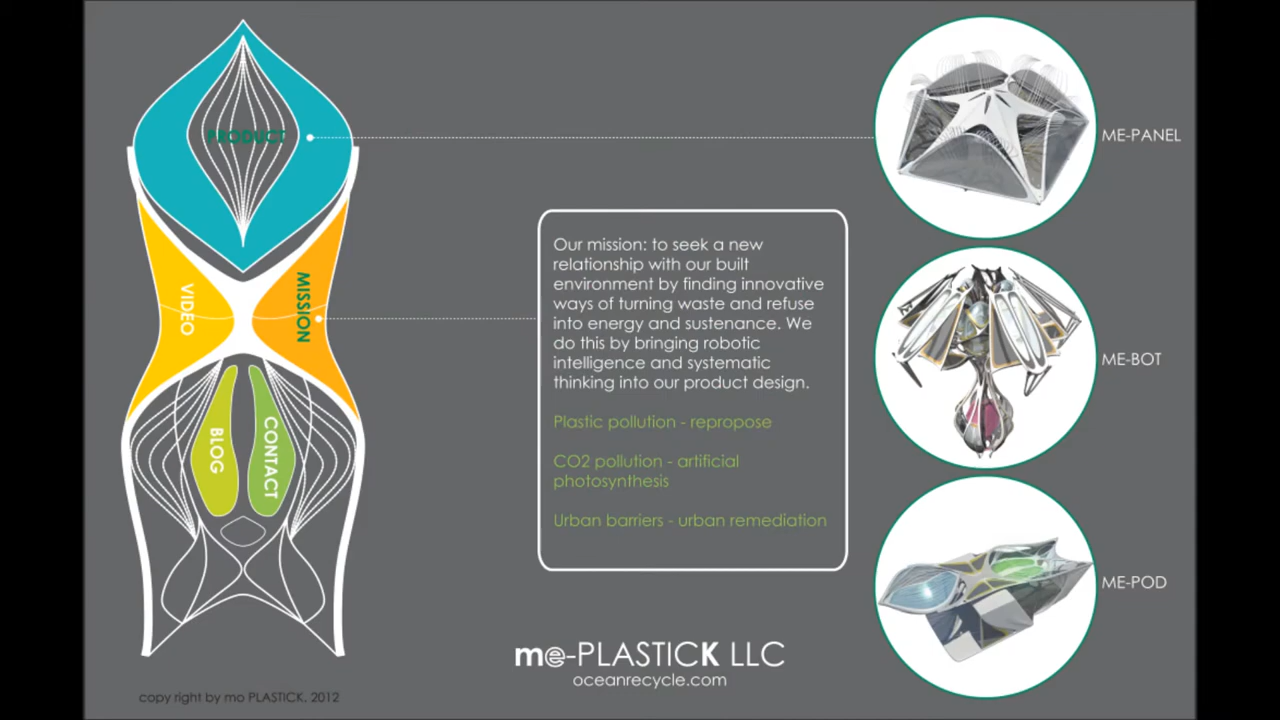 PRODUCT
VIDEO
MISSION
BLOG
CONTACT
Our mission: to seek a new
relationship with our built
environment by finding innovative
ways of turning waste and refuse
into energy and sustenance. We
do this by bringing robotic
intelligence and systematic
thinking into our product design.
Plastic pollution - repropose
CO2 pollution - artificial
photosynthesis
Urban barriers - urban remediation
ME-PANEL
ME-BOT
ME-POD
me-PLASTICK LLC
oceanrecycle.com
copy right by mo PLASTICK, 2012